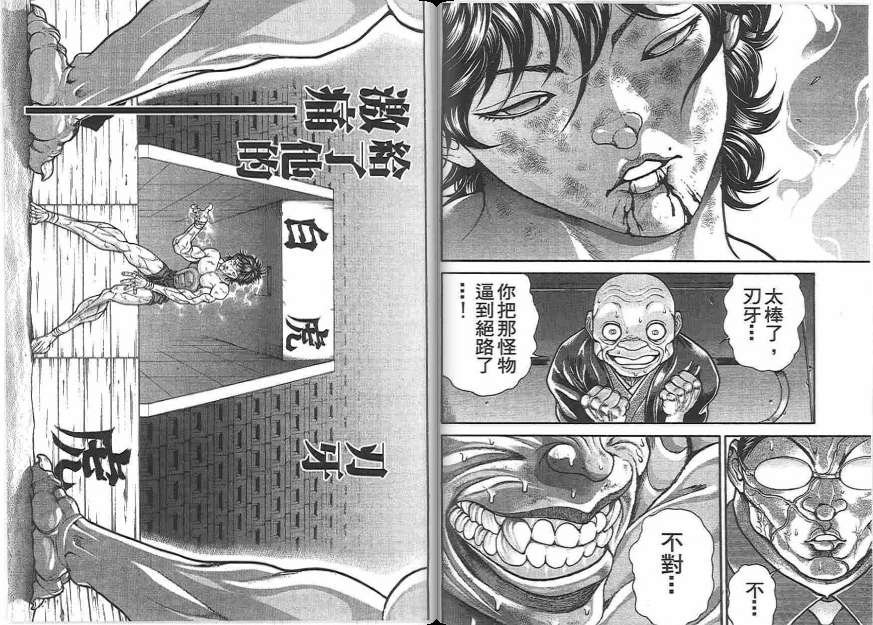 太棒了，
刃牙…
你把那怪物
逼到絕路了
…！
不…
不對…
刃牙
給了他的
激痛—
白虎
虎